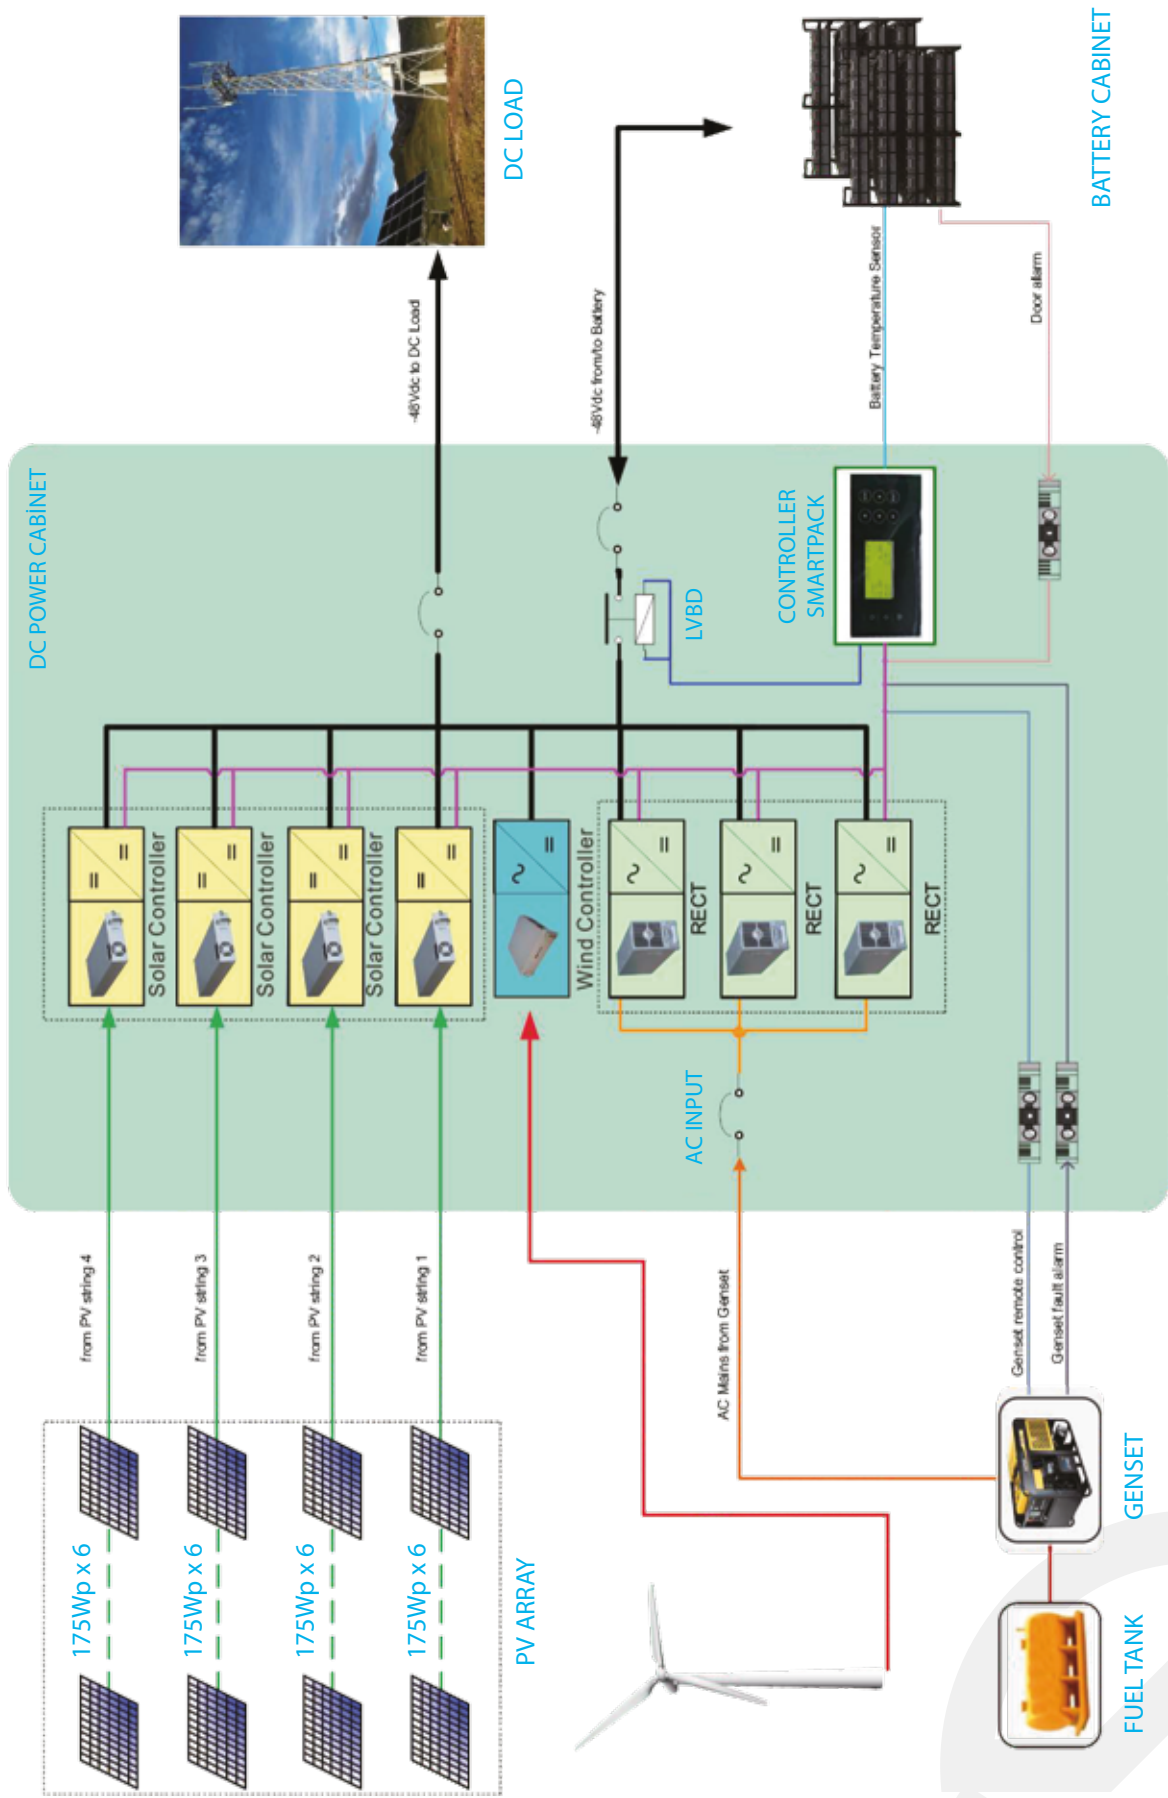 DC POWER CABİNET
175Wp x 6
from PV string 4
Solar Controller
175Wp x 6
from PV string 3
Solar Controller
175Wp x 6
from PV string 2
Solar Controller
175Wp x 6
from PV string 1
-48Vdc to DC Load
DC LOAD
PV ARRAY
Wind Controller
-48Vdc from/to Battery
AC INPUT
RECT
LVBD
AC Mains from Genset
RECT
CONTROLLER
SMARTPACK
Battery Temperature Sensor
RECT
Genset remote control
Door alarm
Genset fault alarm
BATTERY CABINET
FUEL TANK
GENSET